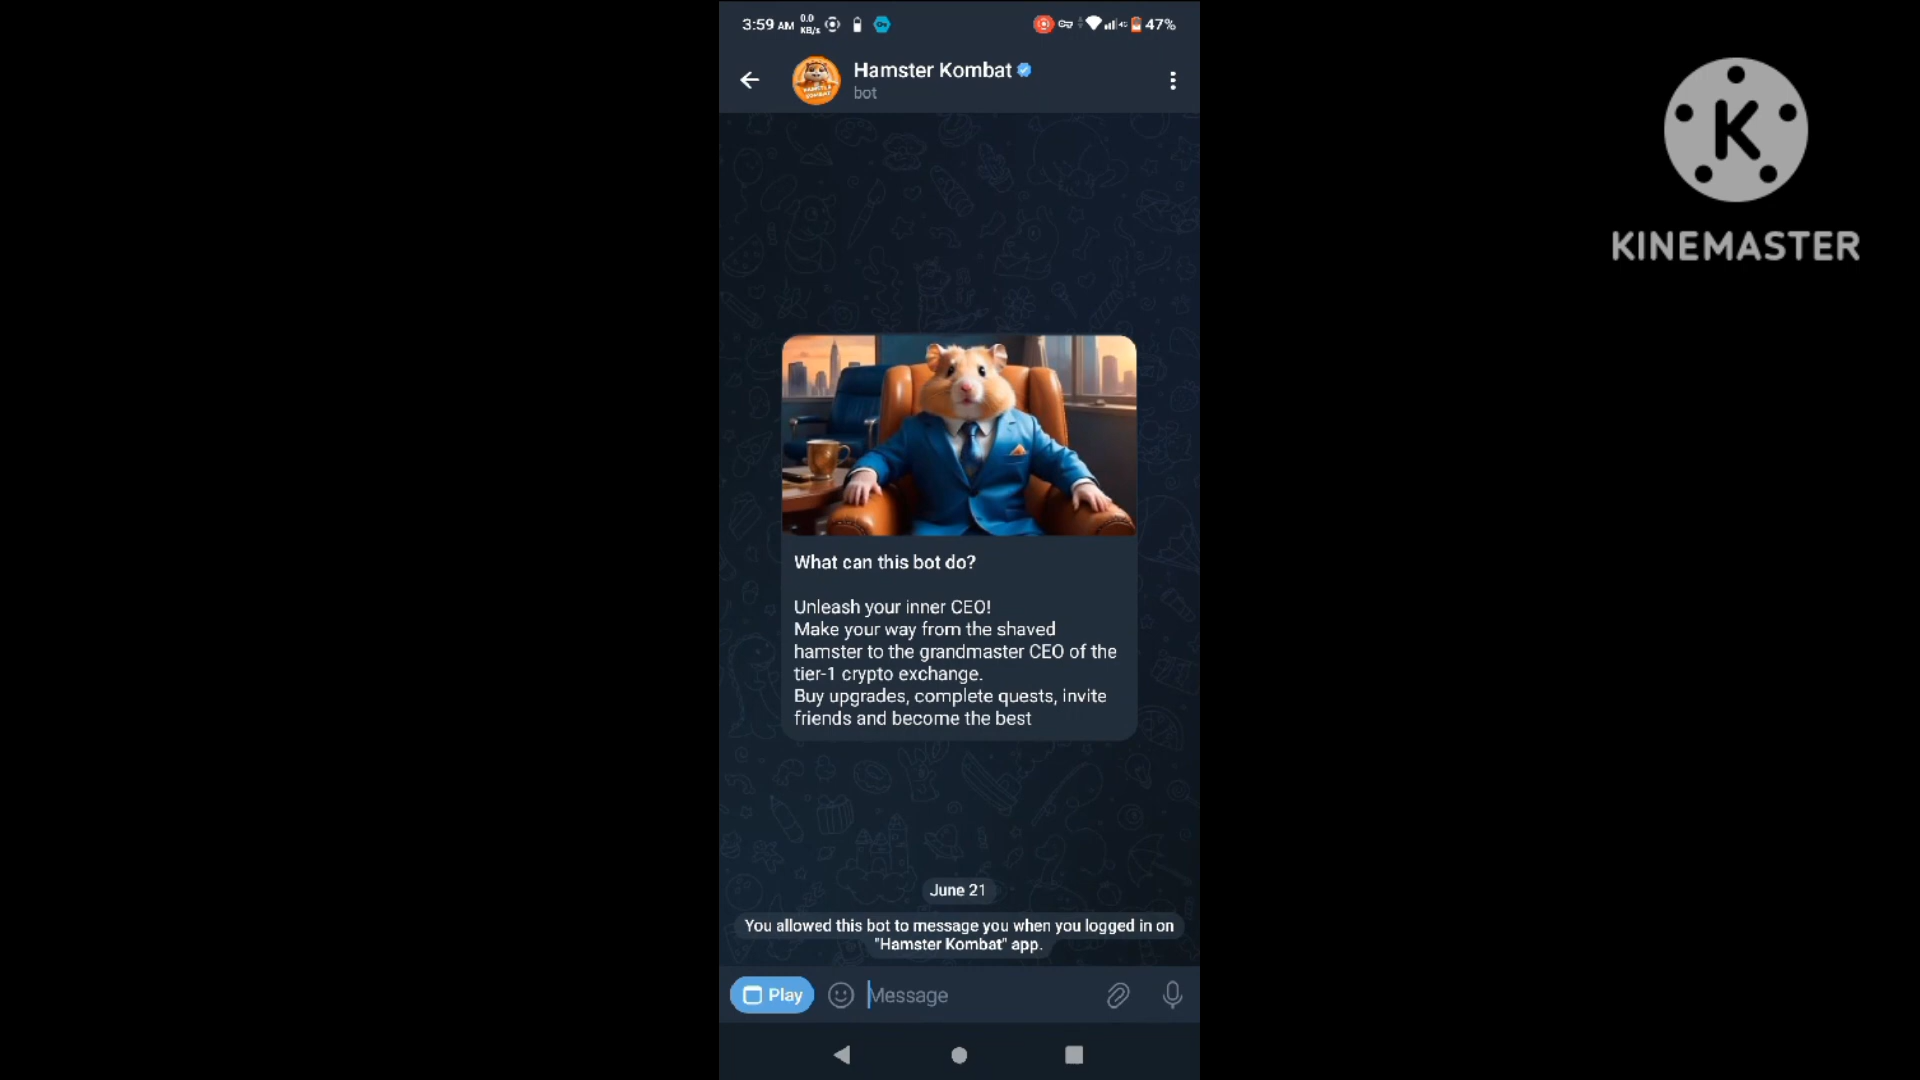 3:59 AM 0.0 KB/s 47%
Hamster Kombat
bot
KINEMASTER
What can this bot do?
Unleash your inner CEO!
Make your way from the shaved
hamster to the grandmaster CEO of the
tier-1 crypto exchange.
Buy upgrades, complete quests, invite
friends and become the best
June 21
You allowed this bot to message you when you logged in on
"Hamster Kombat" app.
Play
Message